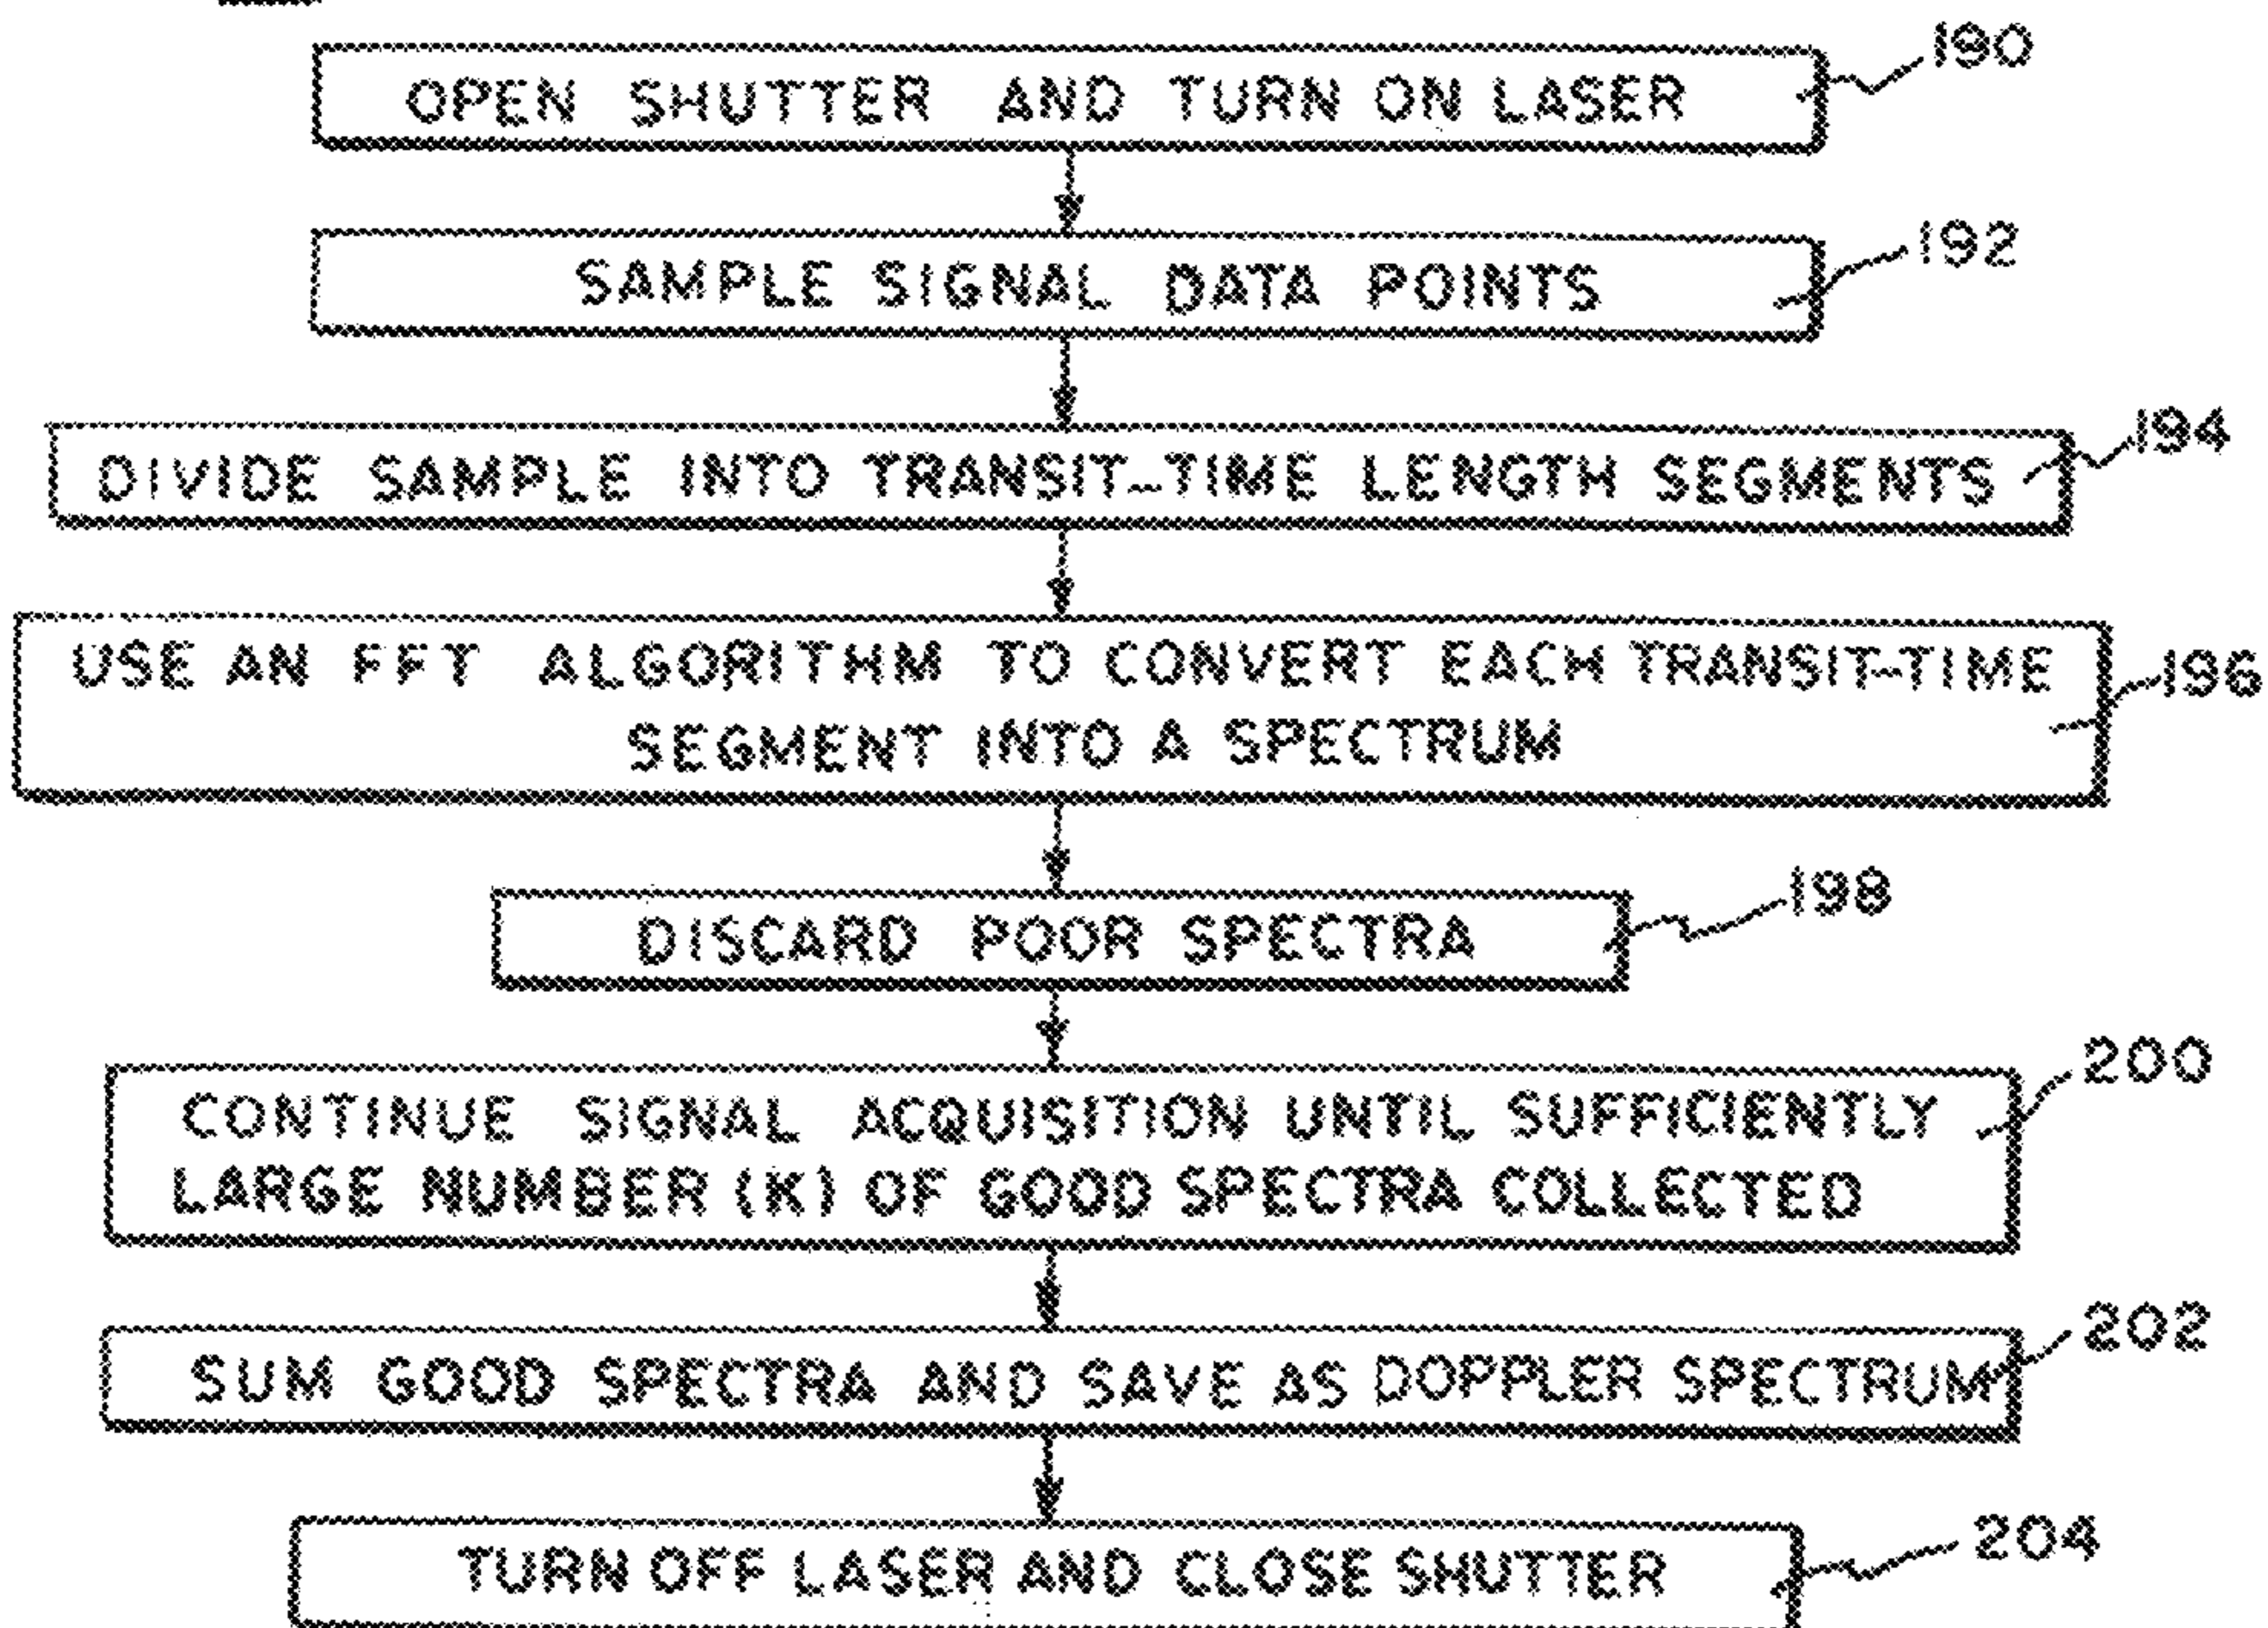 190
OPEN SHUTTER AND TURN ON LASER
192
SAMPLE SIGNAL DATA POINTS
194
DIVIDE SAMPLE INTO TRANSIT-TIME LENGTH SEGMENTS
196
USE AN FFT ALGORITHM TO CONVERT EACH TRANSIT-TIME
SEGMENT INTO A SPECTRUM
198
DISCARD POOR SPECTRA
200
CONTINUE SIGNAL ACQUISITION UNTIL SUFFICIENTLY
LARGE NUMBER (K) OF GOOD SPECTRA COLLECTED
202
SUM GOOD SPECTRA AND SAVE AS DOPPLER SPECTRUM
204
TURN OFF LASER AND CLOSE SHUTTER